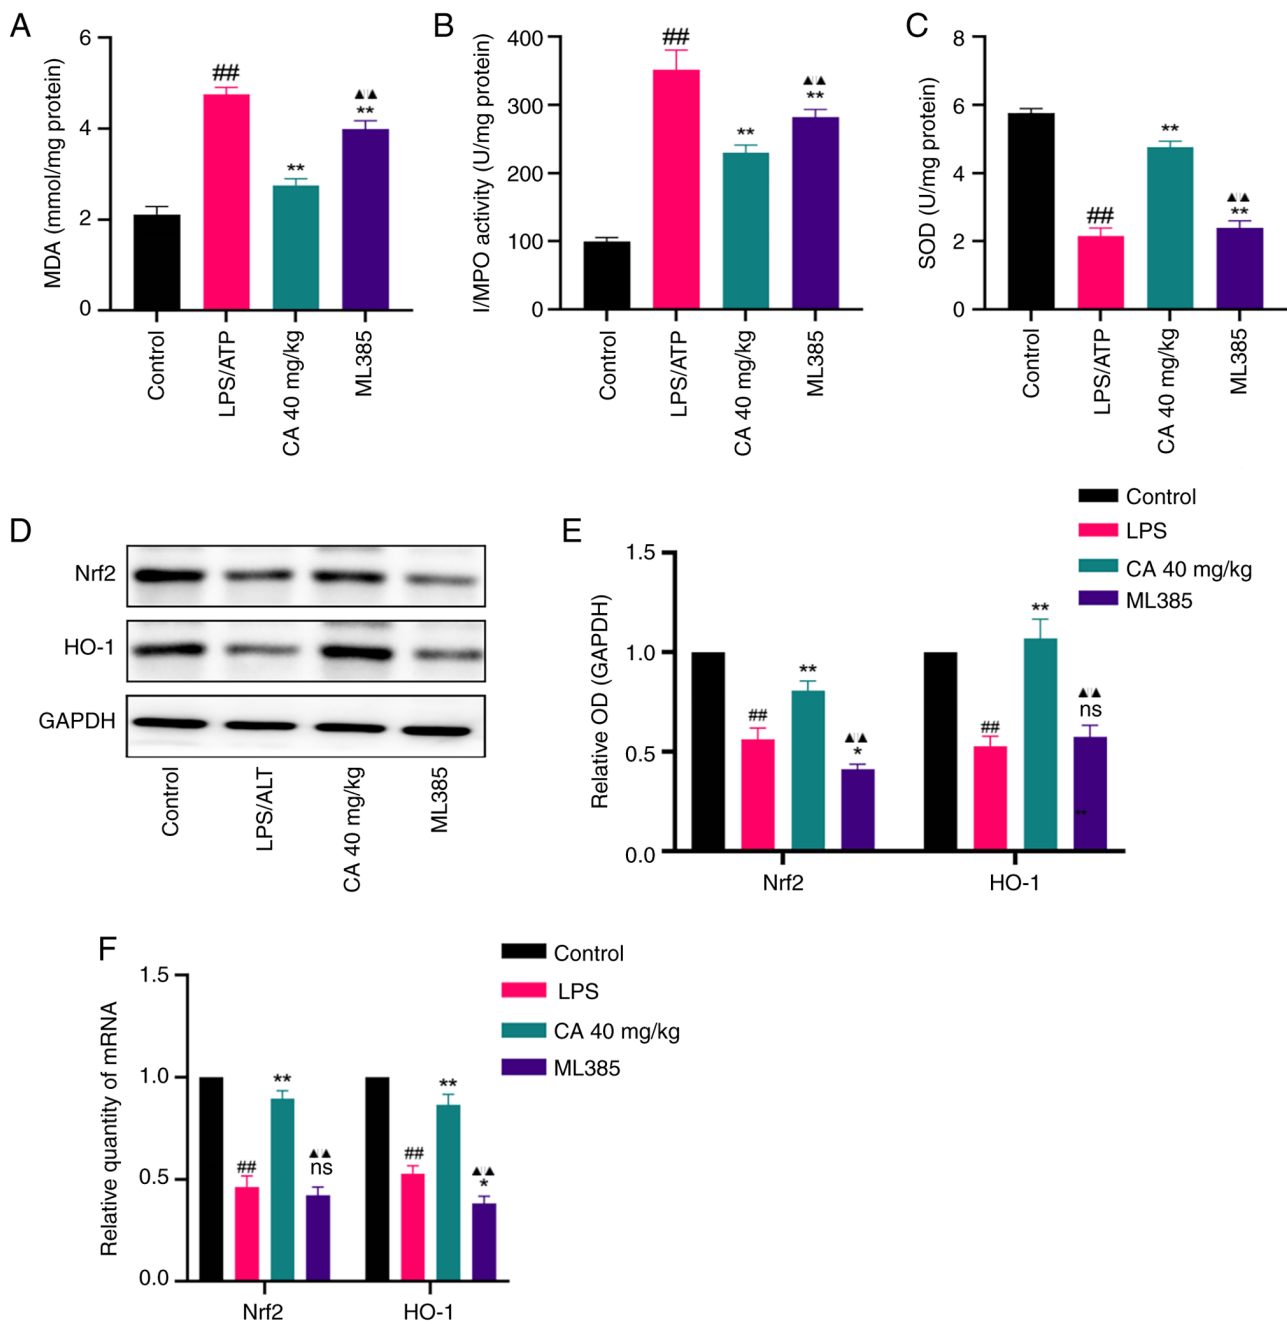 A
MDA (mmol/mg protein)
6
4
2
0
##
**
▲▲
**
Control
LPS/ATP
CA 40 mg/kg
ML385
B
I/MPO activity (U/mg protein)
400
300
200
100
0
##
**
▲▲
**
Control
LPS/ATP
CA 40 mg/kg
ML385
C
SOD (U/mg protein)
8
6
4
2
0
##
**
▲▲
**
Control
LPS/ATP
CA 40 mg/kg
ML385
D
Nrf2
HO-1
GAPDH
Control
LPS/ALT
CA 40 mg/kg
ML385
E
Control
LPS
CA 40 mg/kg
ML385
Relative OD (GAPDH)
1.5
1.0
0.5
0.0
##
**
▲▲
*
##
**
▲▲
ns
**
Nrf2
HO-1
F
Control
LPS
CA 40 mg/kg
ML385
Relative quantity of mRNA
1.5
1.0
0.5
0.0
##
**
▲▲
ns
##
**
▲▲
*
Nrf2
HO-1